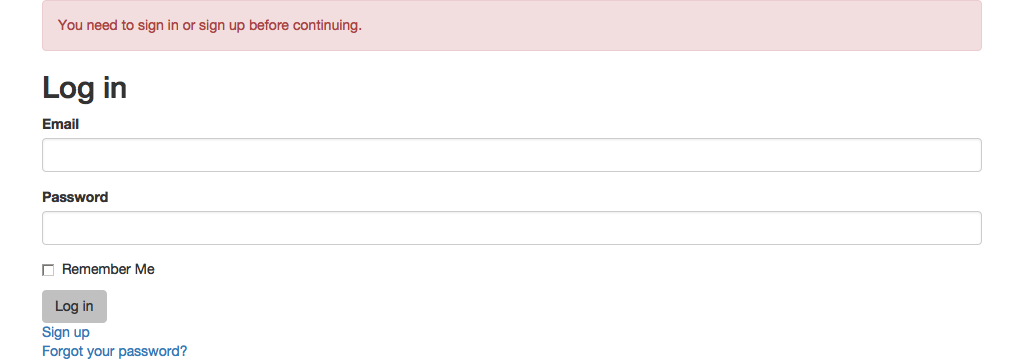 You need to sign in or sign up before continuing.
Log in
Email
Password
Remember Me
Log in
Sign up
Forgot your password?